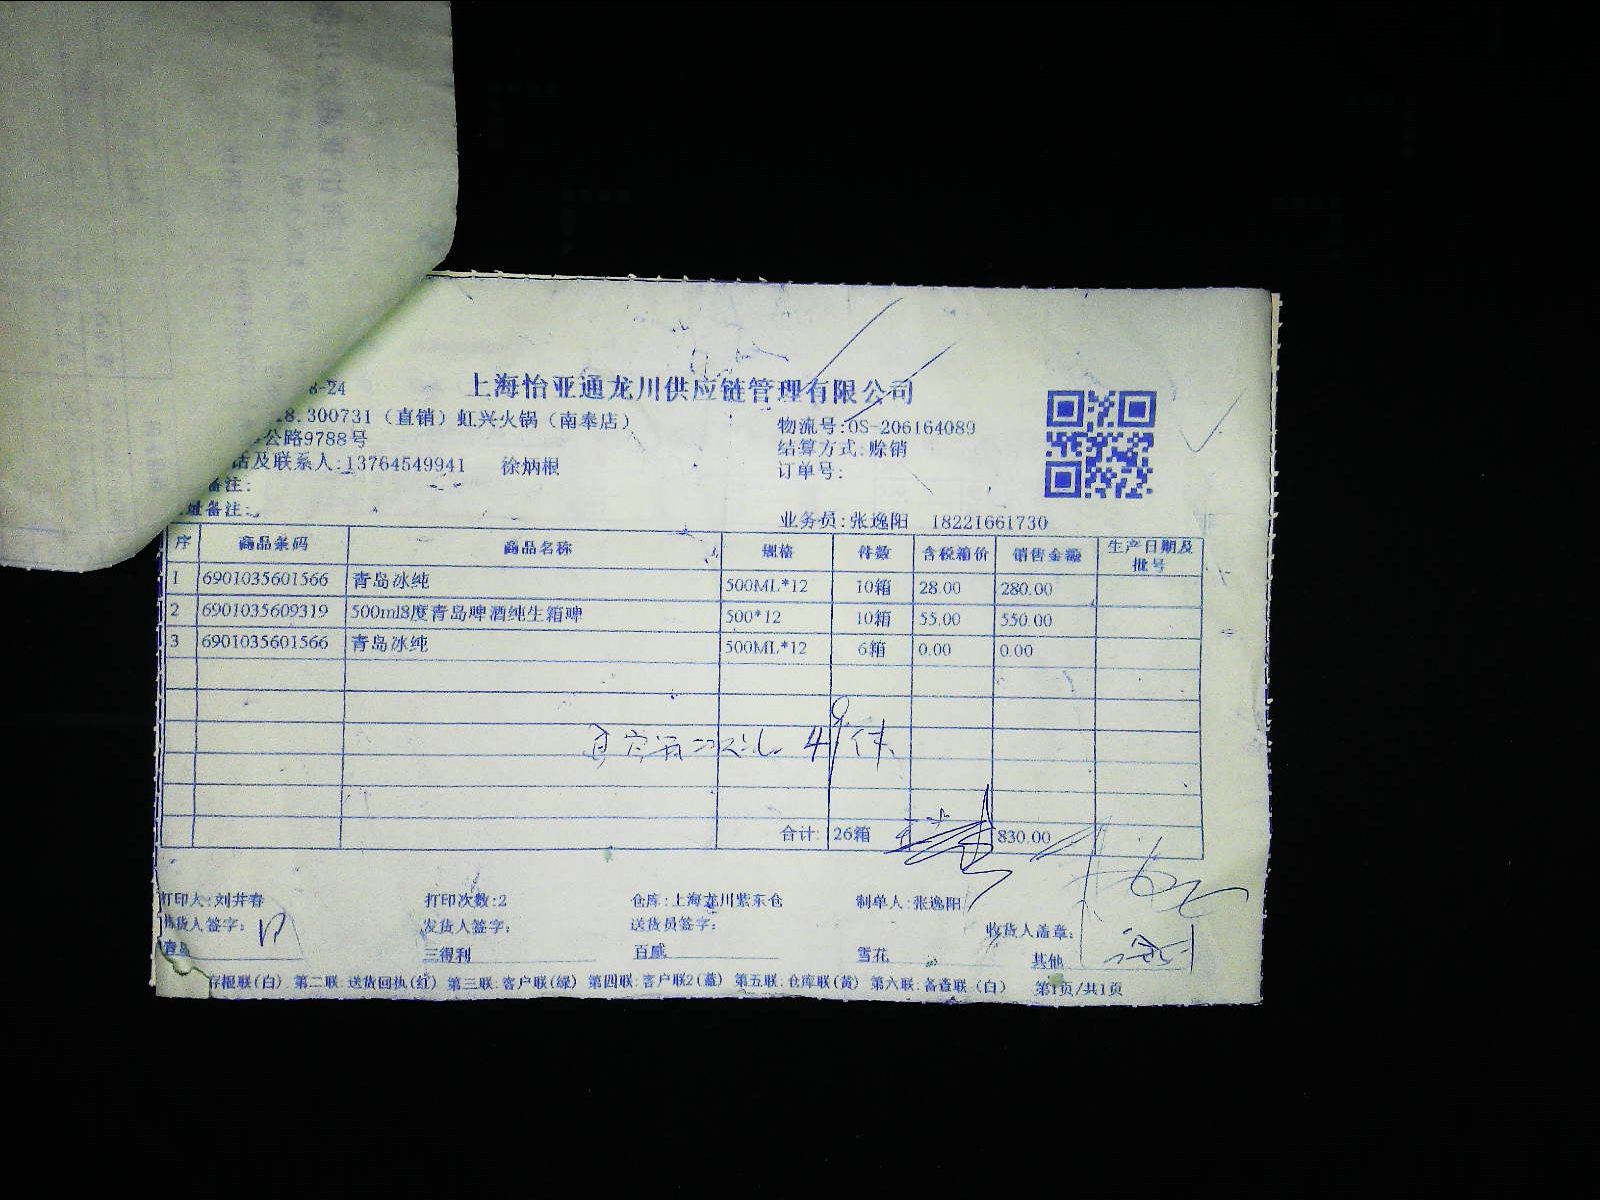 8-24
上海怡亚通龙川供应链管理有限公司
8.300731（直销）虹兴火锅（南奉店）
物流号:OS-206164089
公路9788号
结算方式:赊销
话及联系人:13764549941 徐炳根
订单号:
备注:
址备注:
业务员:张逸阳 18221661730
序 商品条码 商品名称 规格 件数 含税箱价 销售金额 生产日期及批号
1 6901035601566 青岛冰纯 500ML*12 10箱 28.00 280.00
2 6901035609319 500ml8度青岛啤酒纯生箱啤 500*12 10箱 55.00 550.00
3 6901035601566 青岛冰纯 500ML*12 6箱 0.00 0.00
件
合计: 26箱 830.00
打印人:刘井春 打印次数:2 仓库:上海龙川紫东仓 制单人:张逸阳
货人签字: 发货人签字: 送货员签字: 收货人盖章:
青岛 三得利 百威 雪花 其他
存根联(白) 第二联:送货回执(红) 第三联:客户联(绿) 第四联:客户联2(蓝) 第五联:仓库联(黄) 第六联:备查联(白) 第1页/共1页